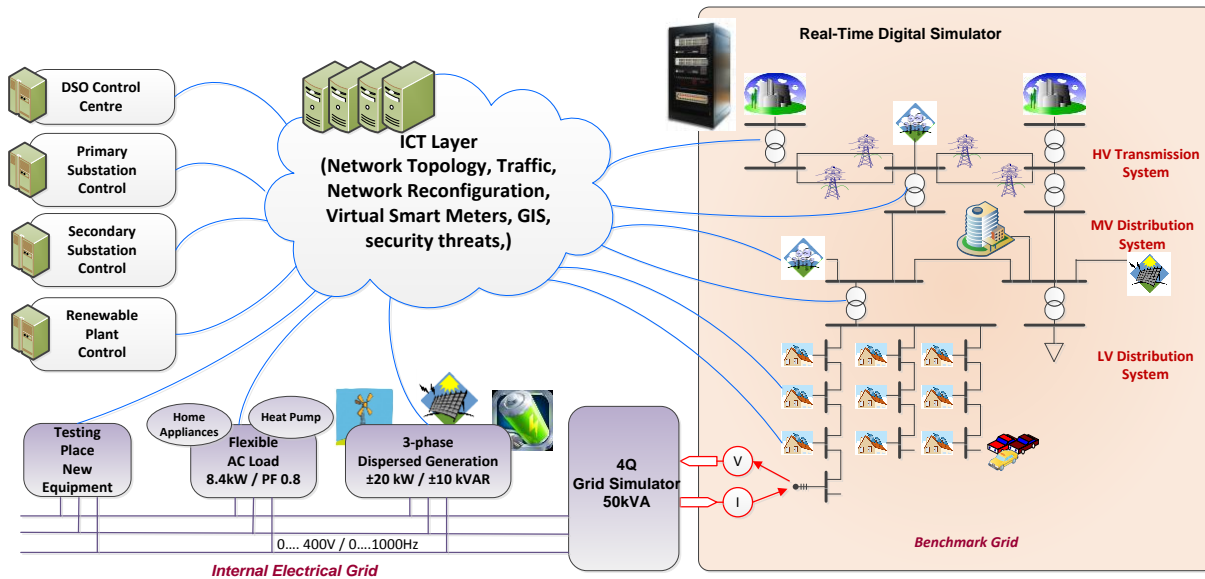 Real-Time Digital Simulator
DSO Control
Centre
Primary
Substation
Control
Secondary
Substation
Control
Renewable
Plant
Control
ICT Layer
(Network Topology, Traffic,
Network Reconfiguration,
Virtual Smart Meters, GIS,
security threats,)
HV Transmission
System
MV Distribution
System
LV Distribution
System
Home
Appliances
Heat Pump
Testing
Place
New
Equipment
Flexible
AC Load
8.4kW / PF 0.8
3-phase
Dispersed Generation
±20 kW / ±10 kVAR
4Q
Grid Simulator
50kVA
V
I
0.... 400V / 0....1000Hz
Internal Electrical Grid
Benchmark Grid